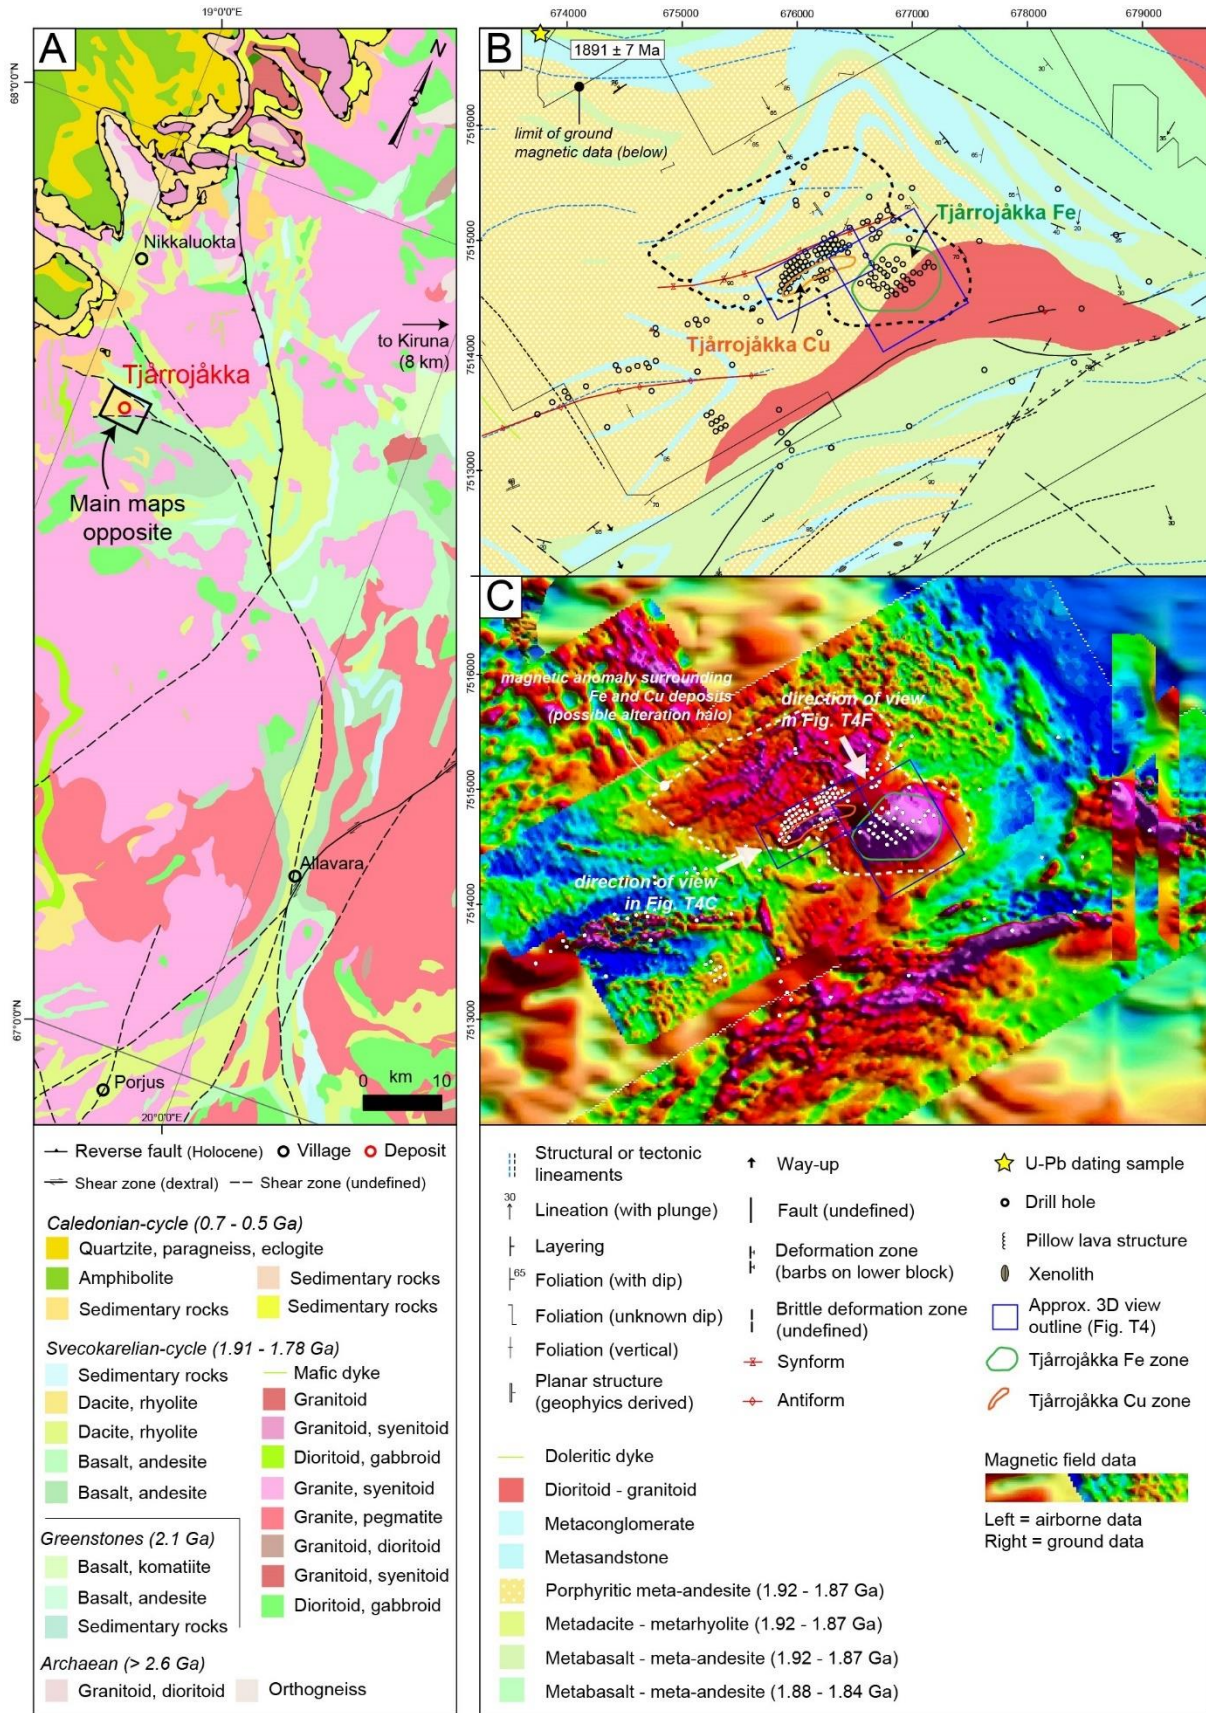 A
19°0'0"E
N
68°0'0"N
Nikkaluokta
to Kiruna
(8 km)
Tjårrojåkka
Main maps
opposite
Allavara
67°0'0"N
Porjus
20°0'0"E
0 km 10
B
674000 675000 676000 677000 678000 679000
1891 ± 7 Ma
limit of ground
magnetic data (below)
7516000
7515000
7514000
7513000
Tjårrojåkka Fe
Tjårrojåkka Cu
C
7516000
7515000
7514000
7513000
magnetic anomaly surrounding
Fe and Cu deposits
(possible alteration halo)
direction of view
in Fig. T4F
direction of view
in Fig. T4C
Reverse fault (Holocene) Village Deposit
Shear zone (dextral) Shear zone (undefined)
Caledonian-cycle (0.7 - 0.5 Ga)
Quartzite, paragneiss, eclogite
Amphibolite Sedimentary rocks
Sedimentary rocks Sedimentary rocks
Svecokarelian-cycle (1.91 - 1.78 Ga)
Sedimentary rocks
Dacite, rhyolite
Dacite, rhyolite
Basalt, andesite
Basalt, andesite
Mafic dyke
Granitoid
Granitoid, syenitoid
Dioritoid, gabbroid
Granite, syenitoid
Granite, pegmatite
Granitoid, dioritoid
Granitoid, syenitoid
Dioritoid, gabbroid
Greenstones (2.1 Ga)
Basalt, komatiite
Basalt, andesite
Sedimentary rocks
Archaean (> 2.6 Ga)
Granitoid, dioritoid Orthogneiss
Structural or tectonic
lineaments
30
Lineation (with plunge)
Layering
65
Foliation (with dip)
Foliation (unknown dip)
Foliation (vertical)
Planar structure
(geophyics derived)
Way-up
Fault (undefined)
Deformation zone
(barbs on lower block)
Brittle deformation zone
(undefined)
Synform
Antiform
U-Pb dating sample
Drill hole
Pillow lava structure
Xenolith
Approx. 3D view
outline (Fig. T4)
Tjårrojåkka Fe zone
Tjårrojåkka Cu zone
Doleritic dyke
Dioritoid - granitoid
Metaconglomerate
Metasandstone
Porphyritic meta-andesite (1.92 - 1.87 Ga)
Metadacite - metarhyolite (1.92 - 1.87 Ga)
Metabasalt - meta-andesite (1.92 - 1.87 Ga)
Metabasalt - meta-andesite (1.88 - 1.84 Ga)
Magnetic field data
Left = airborne data
Right = ground data